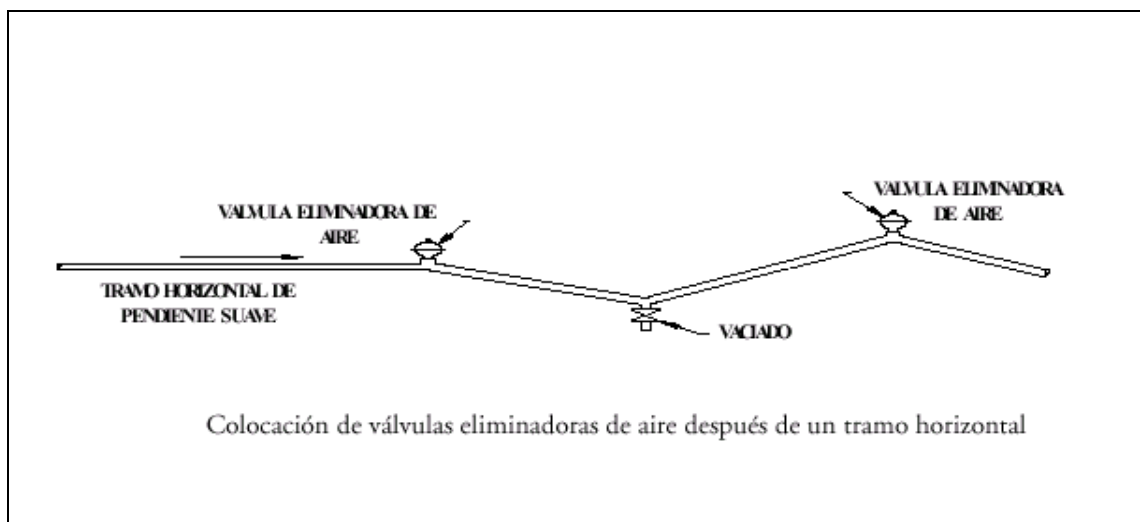 VALVULA ELIMINADORA DE
AIRE
VALVULA ELIMINADORA
DE AIRE
TRAMO HORIZONTAL DE
PENDIENTE SUAVE
VACIADO
Colocación de válvulas eliminadoras de aire después de un tramo horizontal